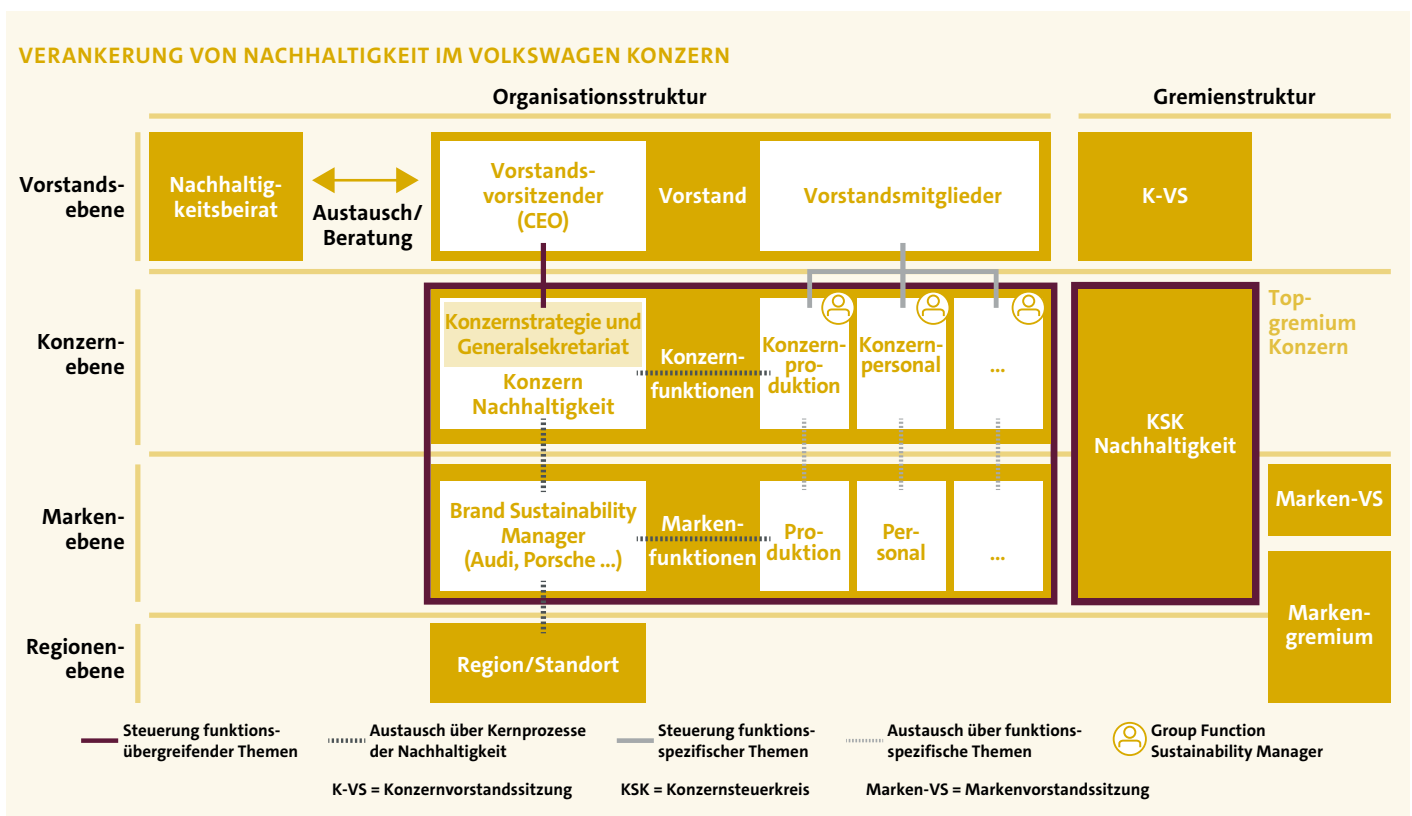 VERANKERUNG VON NACHHALTIGKEIT IM VOLKSWAGEN KONZERN
Organisationsstruktur
Gremienstruktur
Vorstands-
ebene
Nachhaltig-
keitsbeirat
Austausch/
Beratung
Vorstands-
vorsitzender
(CEO)
Vorstand
Vorstandsmitglieder
K-VS
Konzern-
ebene
Konzernstrategie und
Generalsekretariat
Konzern
Nachhaltigkeit
Konzern-
funktionen
Konzern-
pro-
duktion
Konzern-
personal
...
KSK
Nachhaltigkeit
Top-
gremium
Konzern
Marken-
ebene
Brand Sustainability
Manager
(Audi, Porsche ...)
Marken-
funktionen
Pro-
duktion
Per-
sonal
...
Marken-VS
Marken-
gremium
Regionen-
ebene
Region/Standort
Steuerung funktions-
übergreifender Themen
Austausch über Kernprozesse
der Nachhaltigkeit
Steuerung funktions-
spezifischer Themen
Austausch über funktions-
spezifische Themen
Group Function
Sustainability Manager
K-VS = Konzernvorstandssitzung
KSK = Konzernsteuerkreis
Marken-VS = Markenvorstandssitzung